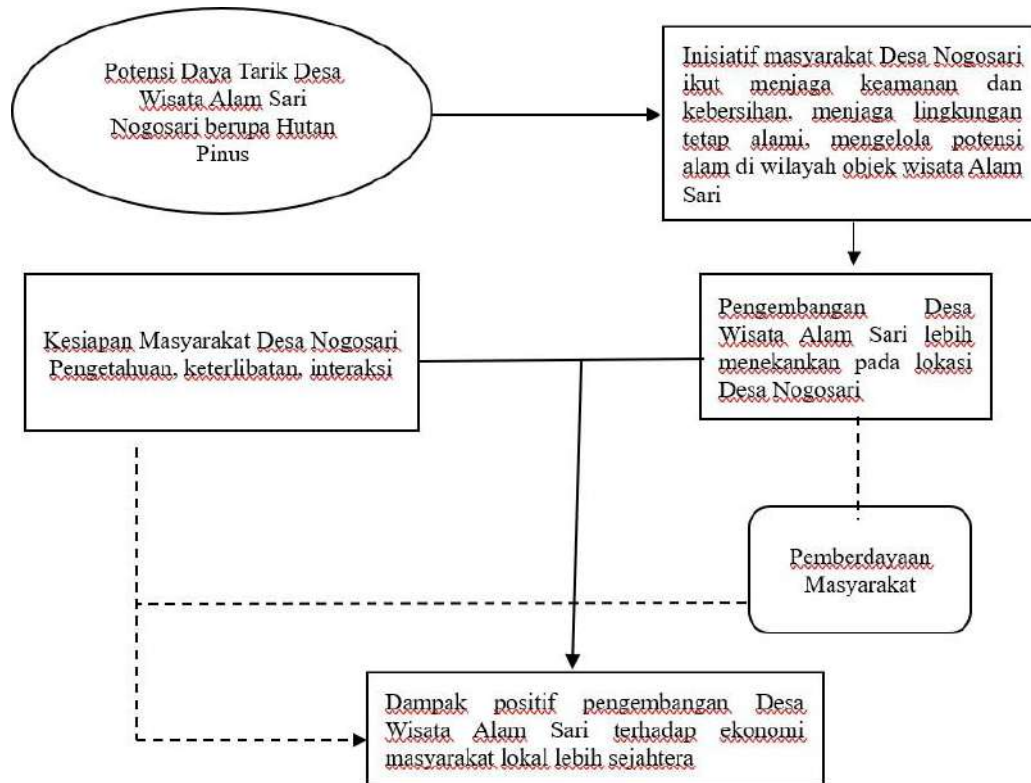 Potensi Daya Tarik Desa
Wisata Alam Sari
Nogosari berupa Hutan
Pinus
Inisiatif masyarakat Desa Nogosari
ikut menjaga keamanan dan
kebersihan, menjaga lingkungan
tetap alami, mengelola potensi
alam di wilayah objek wisata Alam
Sari
Kesiapan Masyarakat Desa Nogosari
Pengetahuan, keterlibatan, interaksi
Pengembangan Desa
Wisata Alam Sari lebih
menekankan pada lokasi
Desa Nogosari
Pemberdayaan
Masyarakat
Dampak positif pengembangan Desa
Wisata Alam Sari terhadap ekonomi
masyarakat lokal lebih sejahtera